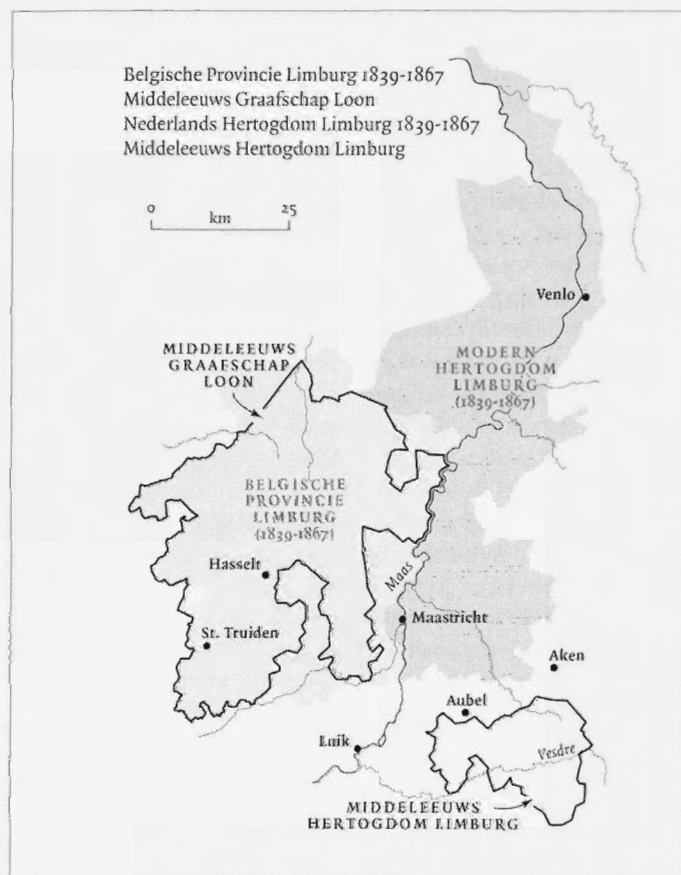 Belgische Provincie Limburg 1839-1867
Middeleeuws Graafschap Loon
Nederlands Hertogdom Limburg 1839-1867
Middeleeuws Hertogdom Limburg
0 25
km
Venlo
MIDDELEEUWS
GRAAFSCHAP
LOON
MODERN
HERTOGDOM
LIMBURG
(1839-1867)
BELGISCHE
PROVINCIE
LIMBURG
(1839-1867)
Hasselt
Maas
Maastricht
St. Truiden
Aken
Aubel
Luik
Vesdre
MIDDELEEUWS
HERTOGDOM LIMBURG